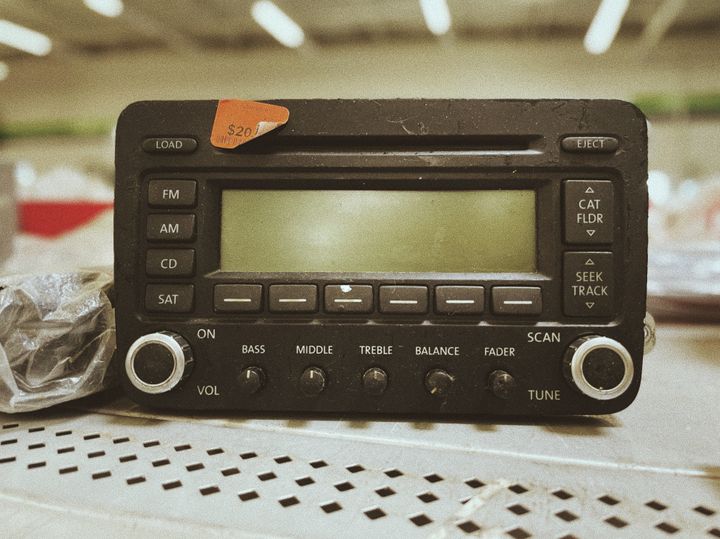 $20
LOAD
EJECT
FM
AM
CD
SAT
CAT
FLDR
SEEK
TRACK
ON
VOL
BASS
MIDDLE
TREBLE
BALANCE
FADER
SCAN
TUNE